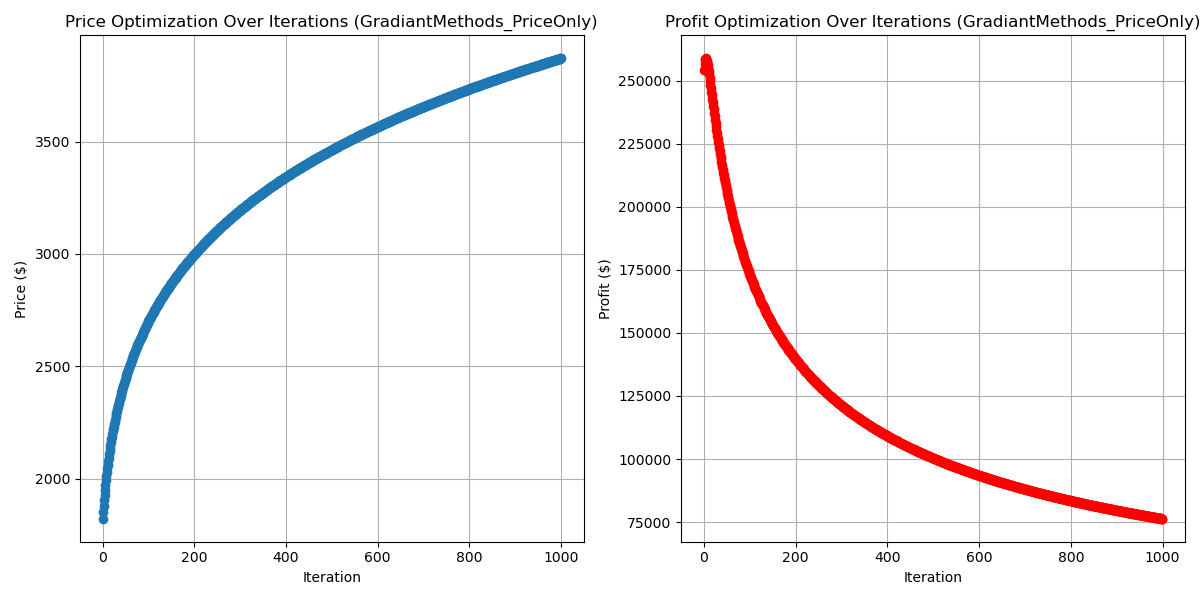 Price Optimization Over Iterations (GradiantMethods_PriceOnly)
Price ($)
3500
3000
2500
2000
0 200 400 600 800 1000
Iteration
Profit Optimization Over Iterations (GradiantMethods_PriceOnly)
Profit ($)
250000
225000
200000
175000
150000
125000
100000
75000
0 200 400 600 800 1000
Iteration